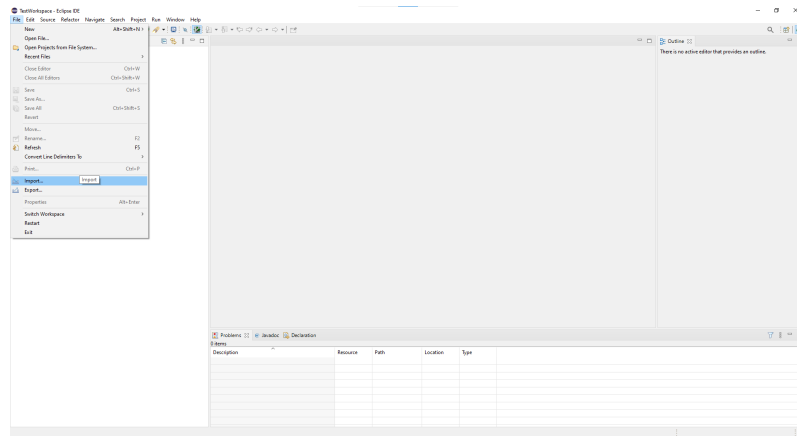 TestWorkspace - Eclipse IDE
File Edit Source Refactor Navigate Search Project Run Window Help
New Alt+Shift+N >
Open File...
Open Projects from File System...
Recent Files >
Close Editor Ctrl+W
Close All Editors Ctrl+Shift+W
Save Ctrl+S
Save As...
Save All Ctrl+Shift+S
Revert
Move...
Rename... F2
Refresh F5
Convert Line Delimiters To >
Print... Ctrl+P
Import...
Import
Export...
Properties Alt+Enter
Switch Workspace >
Restart
Exit
Outline
There is no active editor that provides an outline.
Problems Javadoc Declaration
0 items
Description Resource Path Location Type